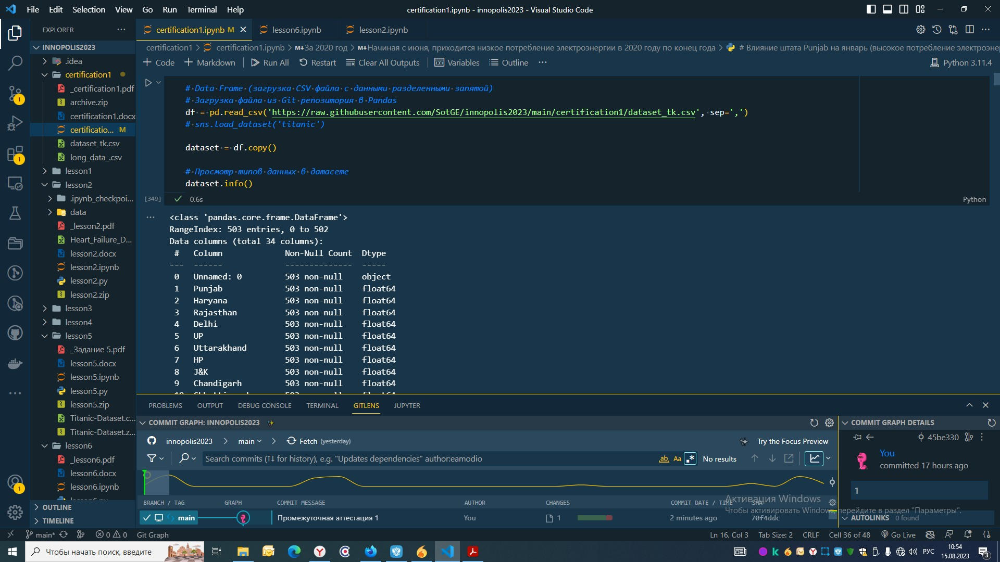 File Edit Selection View Go Run Terminal Help
certification1.ipynb - innopolis2023 - Visual Studio Code
EXPLORER
certification1.ipynb M
lesson6.ipynb
lesson2.ipynb
INNOPOLIS2023
certification1 > certification1.ipynb > M↓За 2020 год > M↓Начиная с июня, приходится низкое потребление электроэнергии в 2020 году по конец года > # Влияние штата Punjab на январь (высокое потребление электроэнер
Code Markdown Run All Restart Clear All Outputs Variables Outline
Python 3.11.4
.idea
certification1
_certification1.pdf
archive.zip
certification1.docx
certificatio... M
dataset_tk.csv
long_data_.csv
lesson1
lesson2
.ipynb_checkpoi...
data
_lesson2.pdf
Heart_Failure_D...
lesson2.docx
lesson2.ipynb
lesson2.py
lesson2.zip
lesson3
lesson4
lesson5
_Задание 5.pdf
lesson5.docx
lesson5.ipynb
lesson5.py
lesson5.zip
Titanic-Dataset.c...
Titanic-Dataset.z...
lesson6
_lesson6.pdf
lesson6.docx
lesson6.ipynb
OUTLINE
TIMELINE
# Data Frame (загрузка CSV файла с данными разделенными запятой)
# Загрузка файла из Git репозитория в Pandas
df = pd.read_csv('https://raw.githubusercontent.com/SotGE/innopolis2023/main/certification1/dataset_tk.csv', sep=',')
# sns.load_dataset('titanic')
dataset = df.copy()
# Просмотр типов данных в датасете
dataset.info()
[349] 0.6s
Python
<class 'pandas.core.frame.DataFrame'>
RangeIndex: 503 entries, 0 to 502
Data columns (total 34 columns):
# Column Non-Null Count Dtype
--- ------ -------------- -----
0 Unnamed: 0 503 non-null object
1 Punjab 503 non-null float64
2 Haryana 503 non-null float64
3 Rajasthan 503 non-null float64
4 Delhi 503 non-null float64
5 UP 503 non-null float64
6 Uttarakhand 503 non-null float64
7 HP 503 non-null float64
8 J&K 503 non-null float64
9 Chandigarh 503 non-null float64
PROBLEMS OUTPUT DEBUG CONSOLE TERMINAL GITLENS JUPYTER
COMMIT GRAPH: INNOPOLIS2023
innopolis2023 > main > Fetch (yesterday)
Try the Focus Preview
Search commits (↑↓ for history), e.g. "Updates dependencies" author:eamodio
ab Aa .* No results
BRANCH / TAG GRAPH COMMIT MESSAGE AUTHOR CHANGES COMMIT DATE / TIME SHA
main Промежуточная аттестация 1 You 1 2 minutes ago 70f4ddc
COMMIT GRAPH DETAILS
45be330
You
committed 17 hours ago
1
AUTOLINKS 0 found
Активация Windows
Чтобы активировать Windows, перейдите в раздел "Параметры".
main* 0 0 Git Graph
Ln 16, Col 3 Tab Size: 2 CRLF Cell 36 of 48 Go Live
Чтобы начать поиск, введите
РУС
10:54
15.08.2023
3